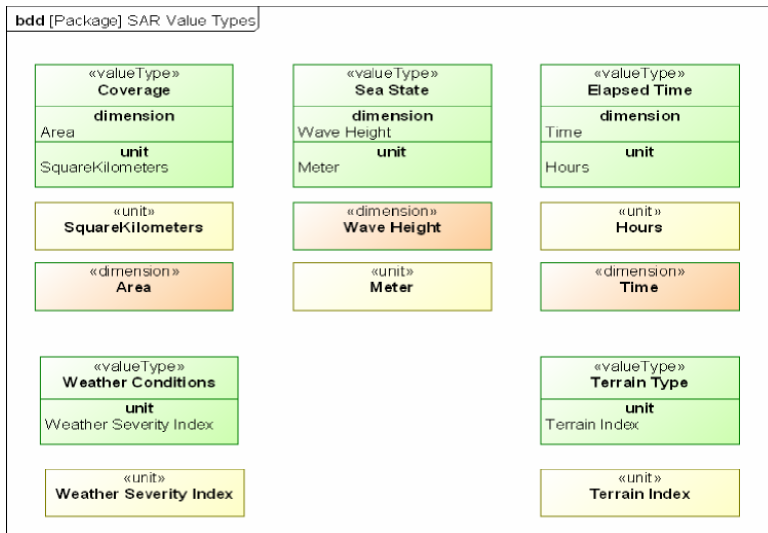 bdd [Package] SAR Value Types
«valueType»
Coverage
dimension
Area
unit
SquareKilometers
«valueType»
Sea State
dimension
Wave Height
unit
Meter
«valueType»
Elapsed Time
dimension
Time
unit
Hours
«unit»
SquareKilometers
«dimension»
Wave Height
«unit»
Hours
«dimension»
Area
«unit»
Meter
«dimension»
Time
«valueType»
Weather Conditions
unit
Weather Severity Index
«valueType»
Terrain Type
unit
Terrain Index
«unit»
Weather Severity Index
«unit»
Terrain Index